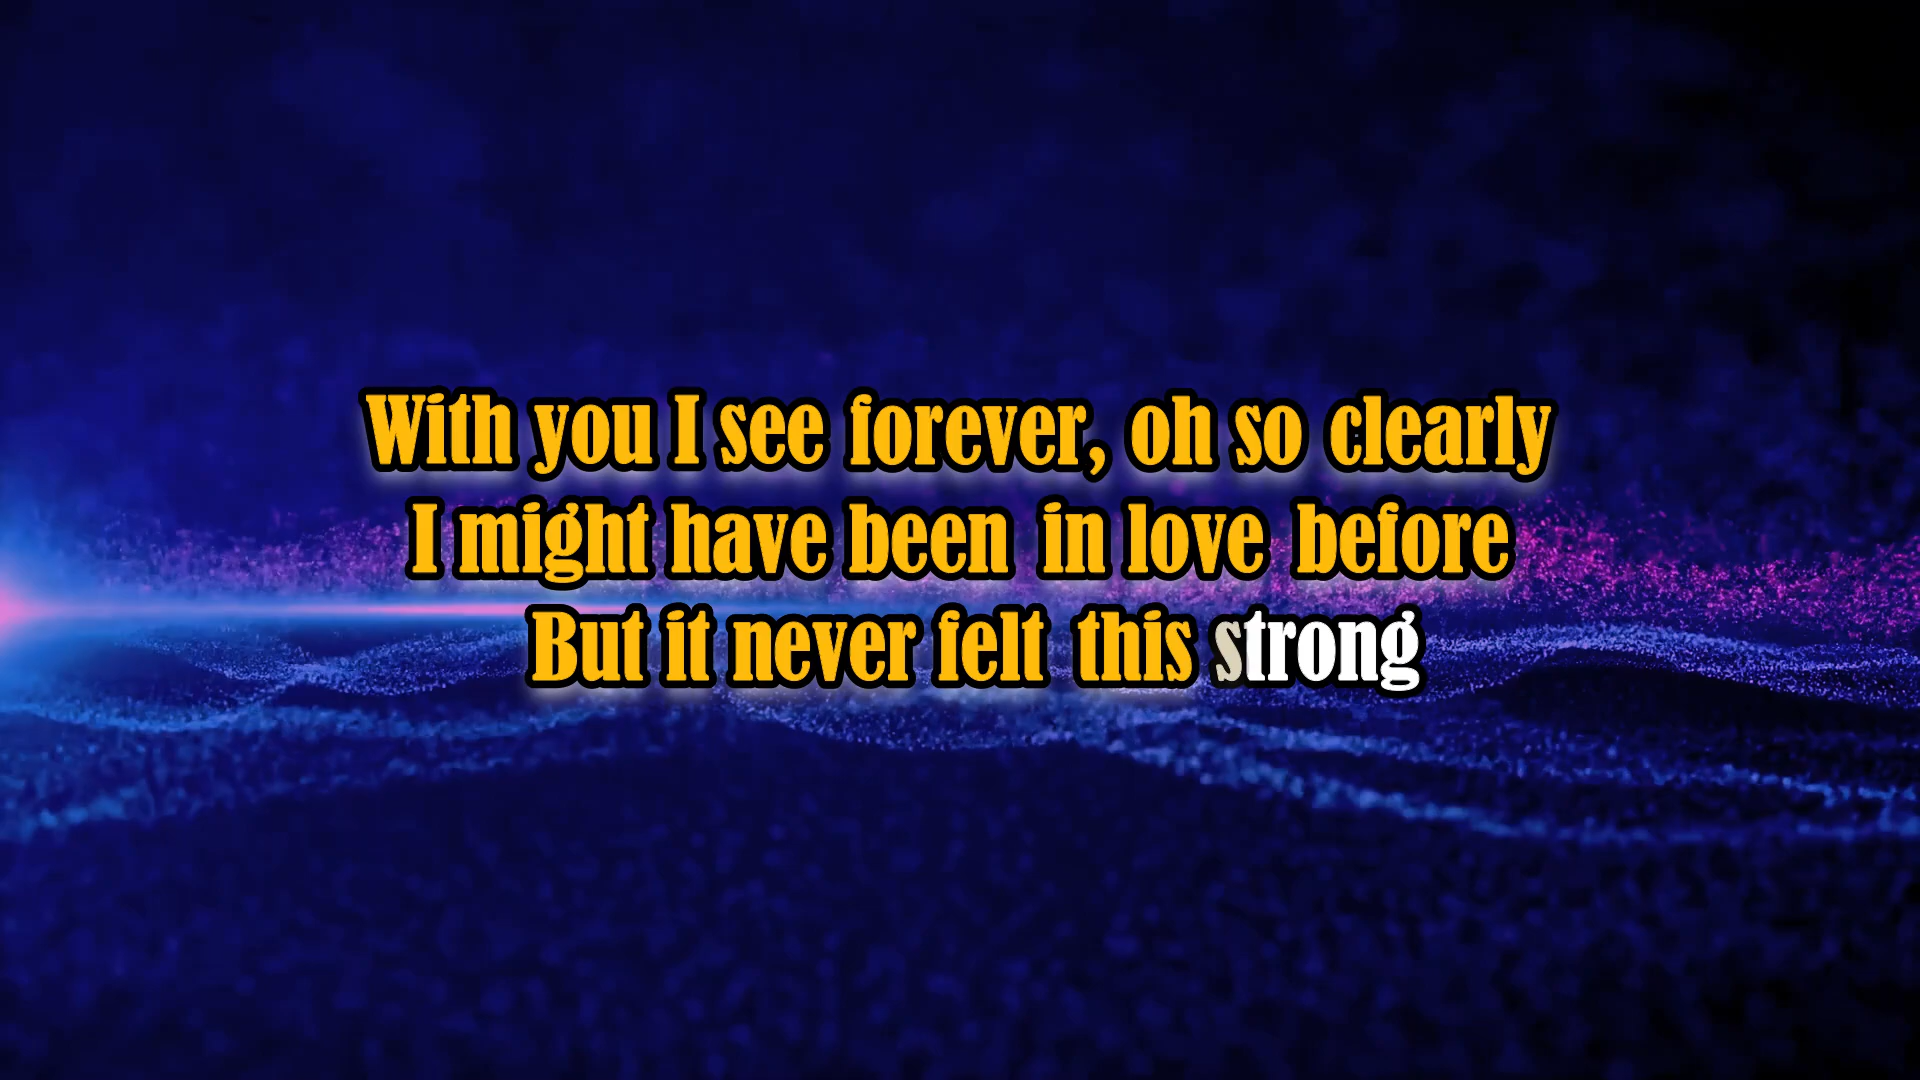 With you I see forever, oh so clearly
I might have been in love before
But it never felt this strong